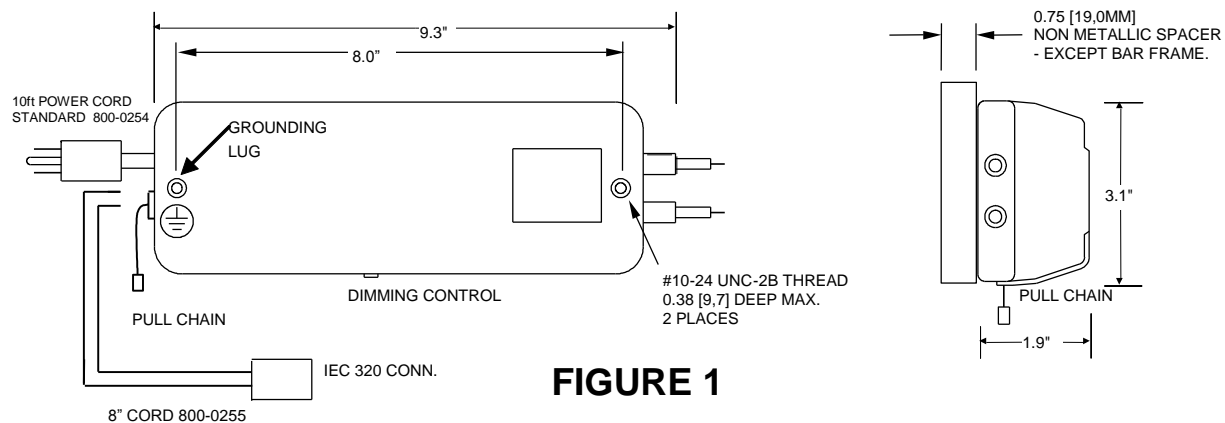 9.3"
8.0”
0.75 [19,0MM]
NON METALLIC SPACER
- EXCEPT BAR FRAME.
10ft POWER CORD
STANDARD 800-0254
GROUNDING
LUG
3.1"
#10-24 UNC-2B THREAD
0.38 [9,7] DEEP MAX.
2 PLACES
DIMMING CONTROL
PULL CHAIN
PULL CHAIN
1.9"
IEC 320 CONN.
FIGURE 1
8” CORD 800-0255